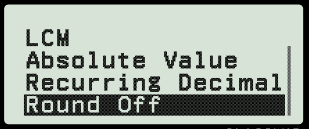 LCM
Absolute Value
Recurring Decimal
Round Off